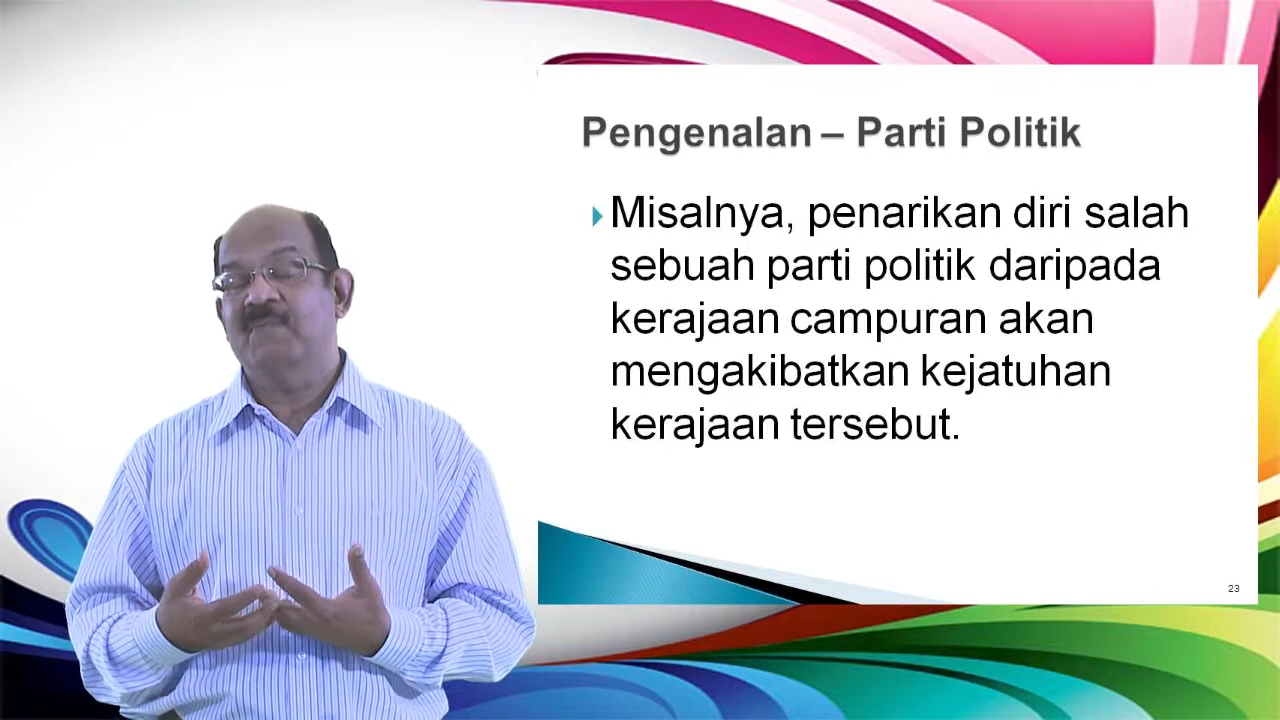 Pengenalan – Parti Politik
Misalnya, penarikan diri salah
sebuah parti politik daripada
kerajaan campuran akan
mengakibatkan kejatuhan
kerajaan tersebut.
23